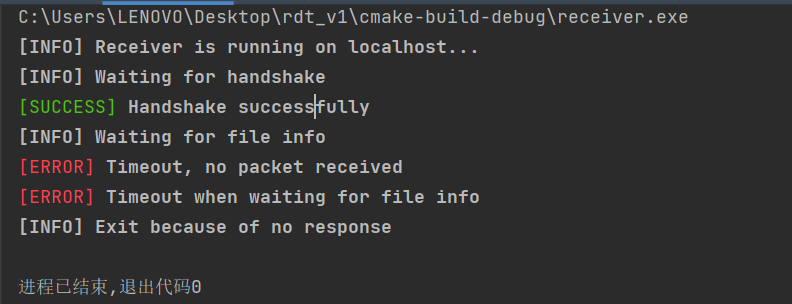 C:\Users\LENOVO\Desktop\rdt_v1\cmake-build-debug\receiver.exe
[INFO] Receiver is running on localhost...
[INFO] Waiting for handshake
[SUCCESS] Handshake successfully
[INFO] Waiting for file info
[ERROR] Timeout, no packet received
[ERROR] Timeout when waiting for file info
[INFO] Exit because of no response
进程已结束,退出代码0